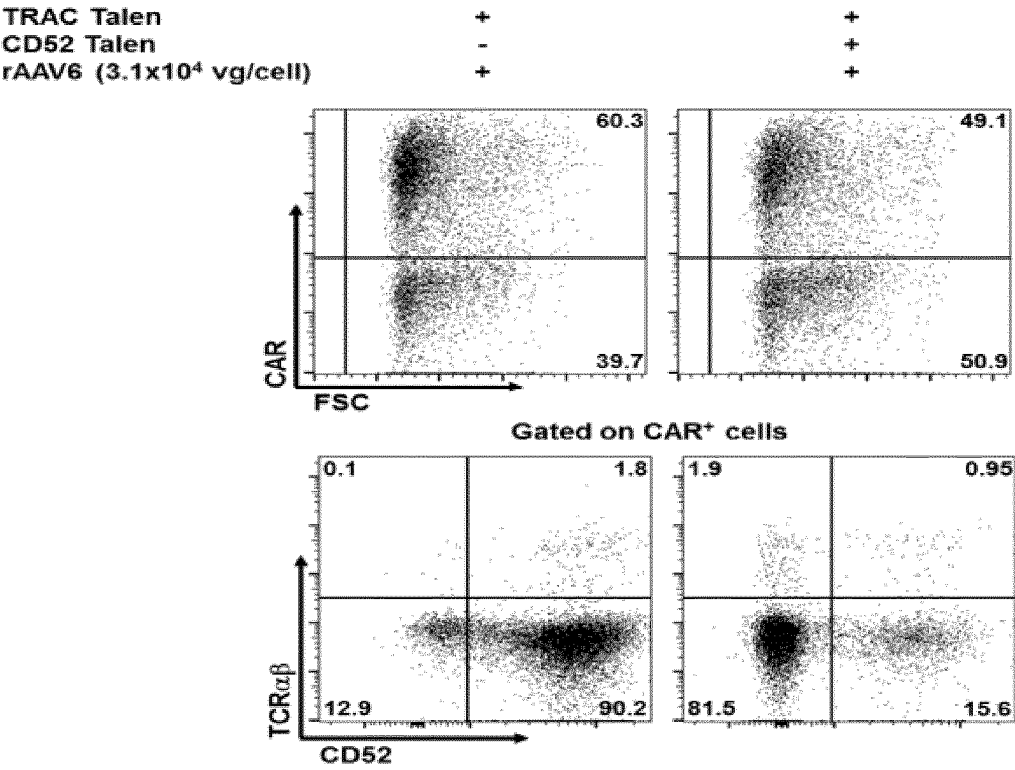 TRAC Talen + +
CD52 Talen - +
rAAV6 (3.1x10⁴ vg/cell) + +
60.3 49.1
CAR
39.7 50.9
FSC
Gated on CAR⁺ cells
0.1 1.8 1.9 0.95
TCRαβ
12.9 90.2 81.5 15.6
CD52